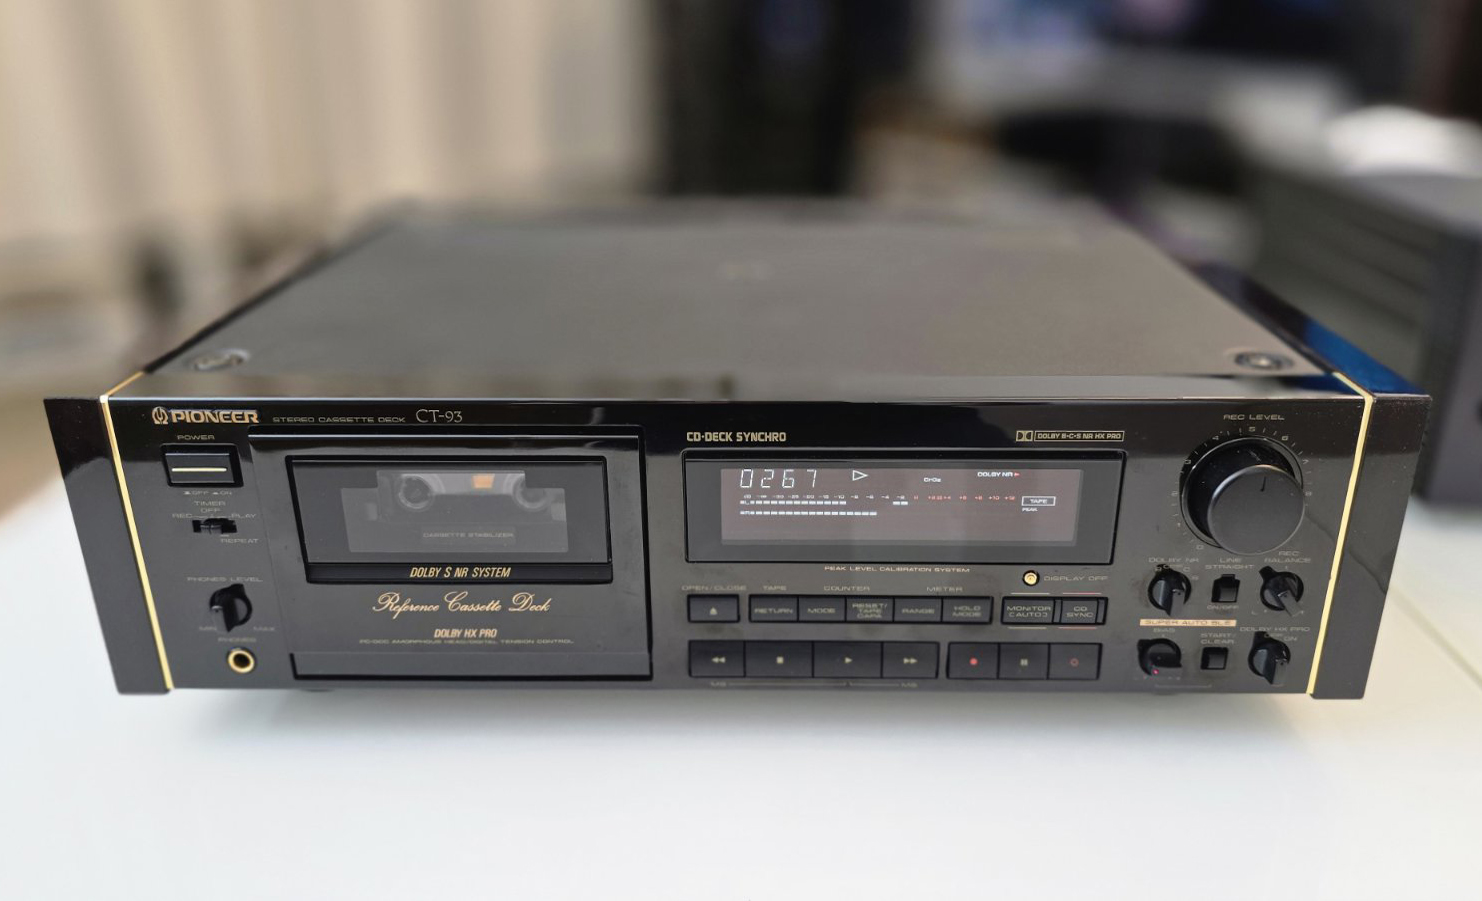 PIONEER STEREO CASSETTE DECK CT-93
POWER
OFF ON
TIMER
OFF
REC PLAY
REPEAT
PHONES LEVEL
MIN MAX
PHONES
CASSETTE STABILIZER
DOLBY S NR SYSTEM
Reference Cassette Deck
DOLBY HX PRO
CD·DECK SYNCHRO
DOLBY B·C·S NR HX PRO
0267
CrO2
DOLBY NR
dB
TAPE
PEAK
PEAK LEVEL CALIBRATION SYSTEM
DISPLAY OFF
OPEN/CLOSE TAPE COUNTER METER
RETURN MODE RESET/TAPE CAPA RANGE HOLD MODE MONITOR (AUTO) CD SYNC
MS MS
REC LEVEL
DOLBY NR
LINE STRAIGHT
ON/OFF
REC BALANCE
L R
SUPER AUTO BLE
BIAS
START/CLEAR
DOLBY HX PRO
OFF ON